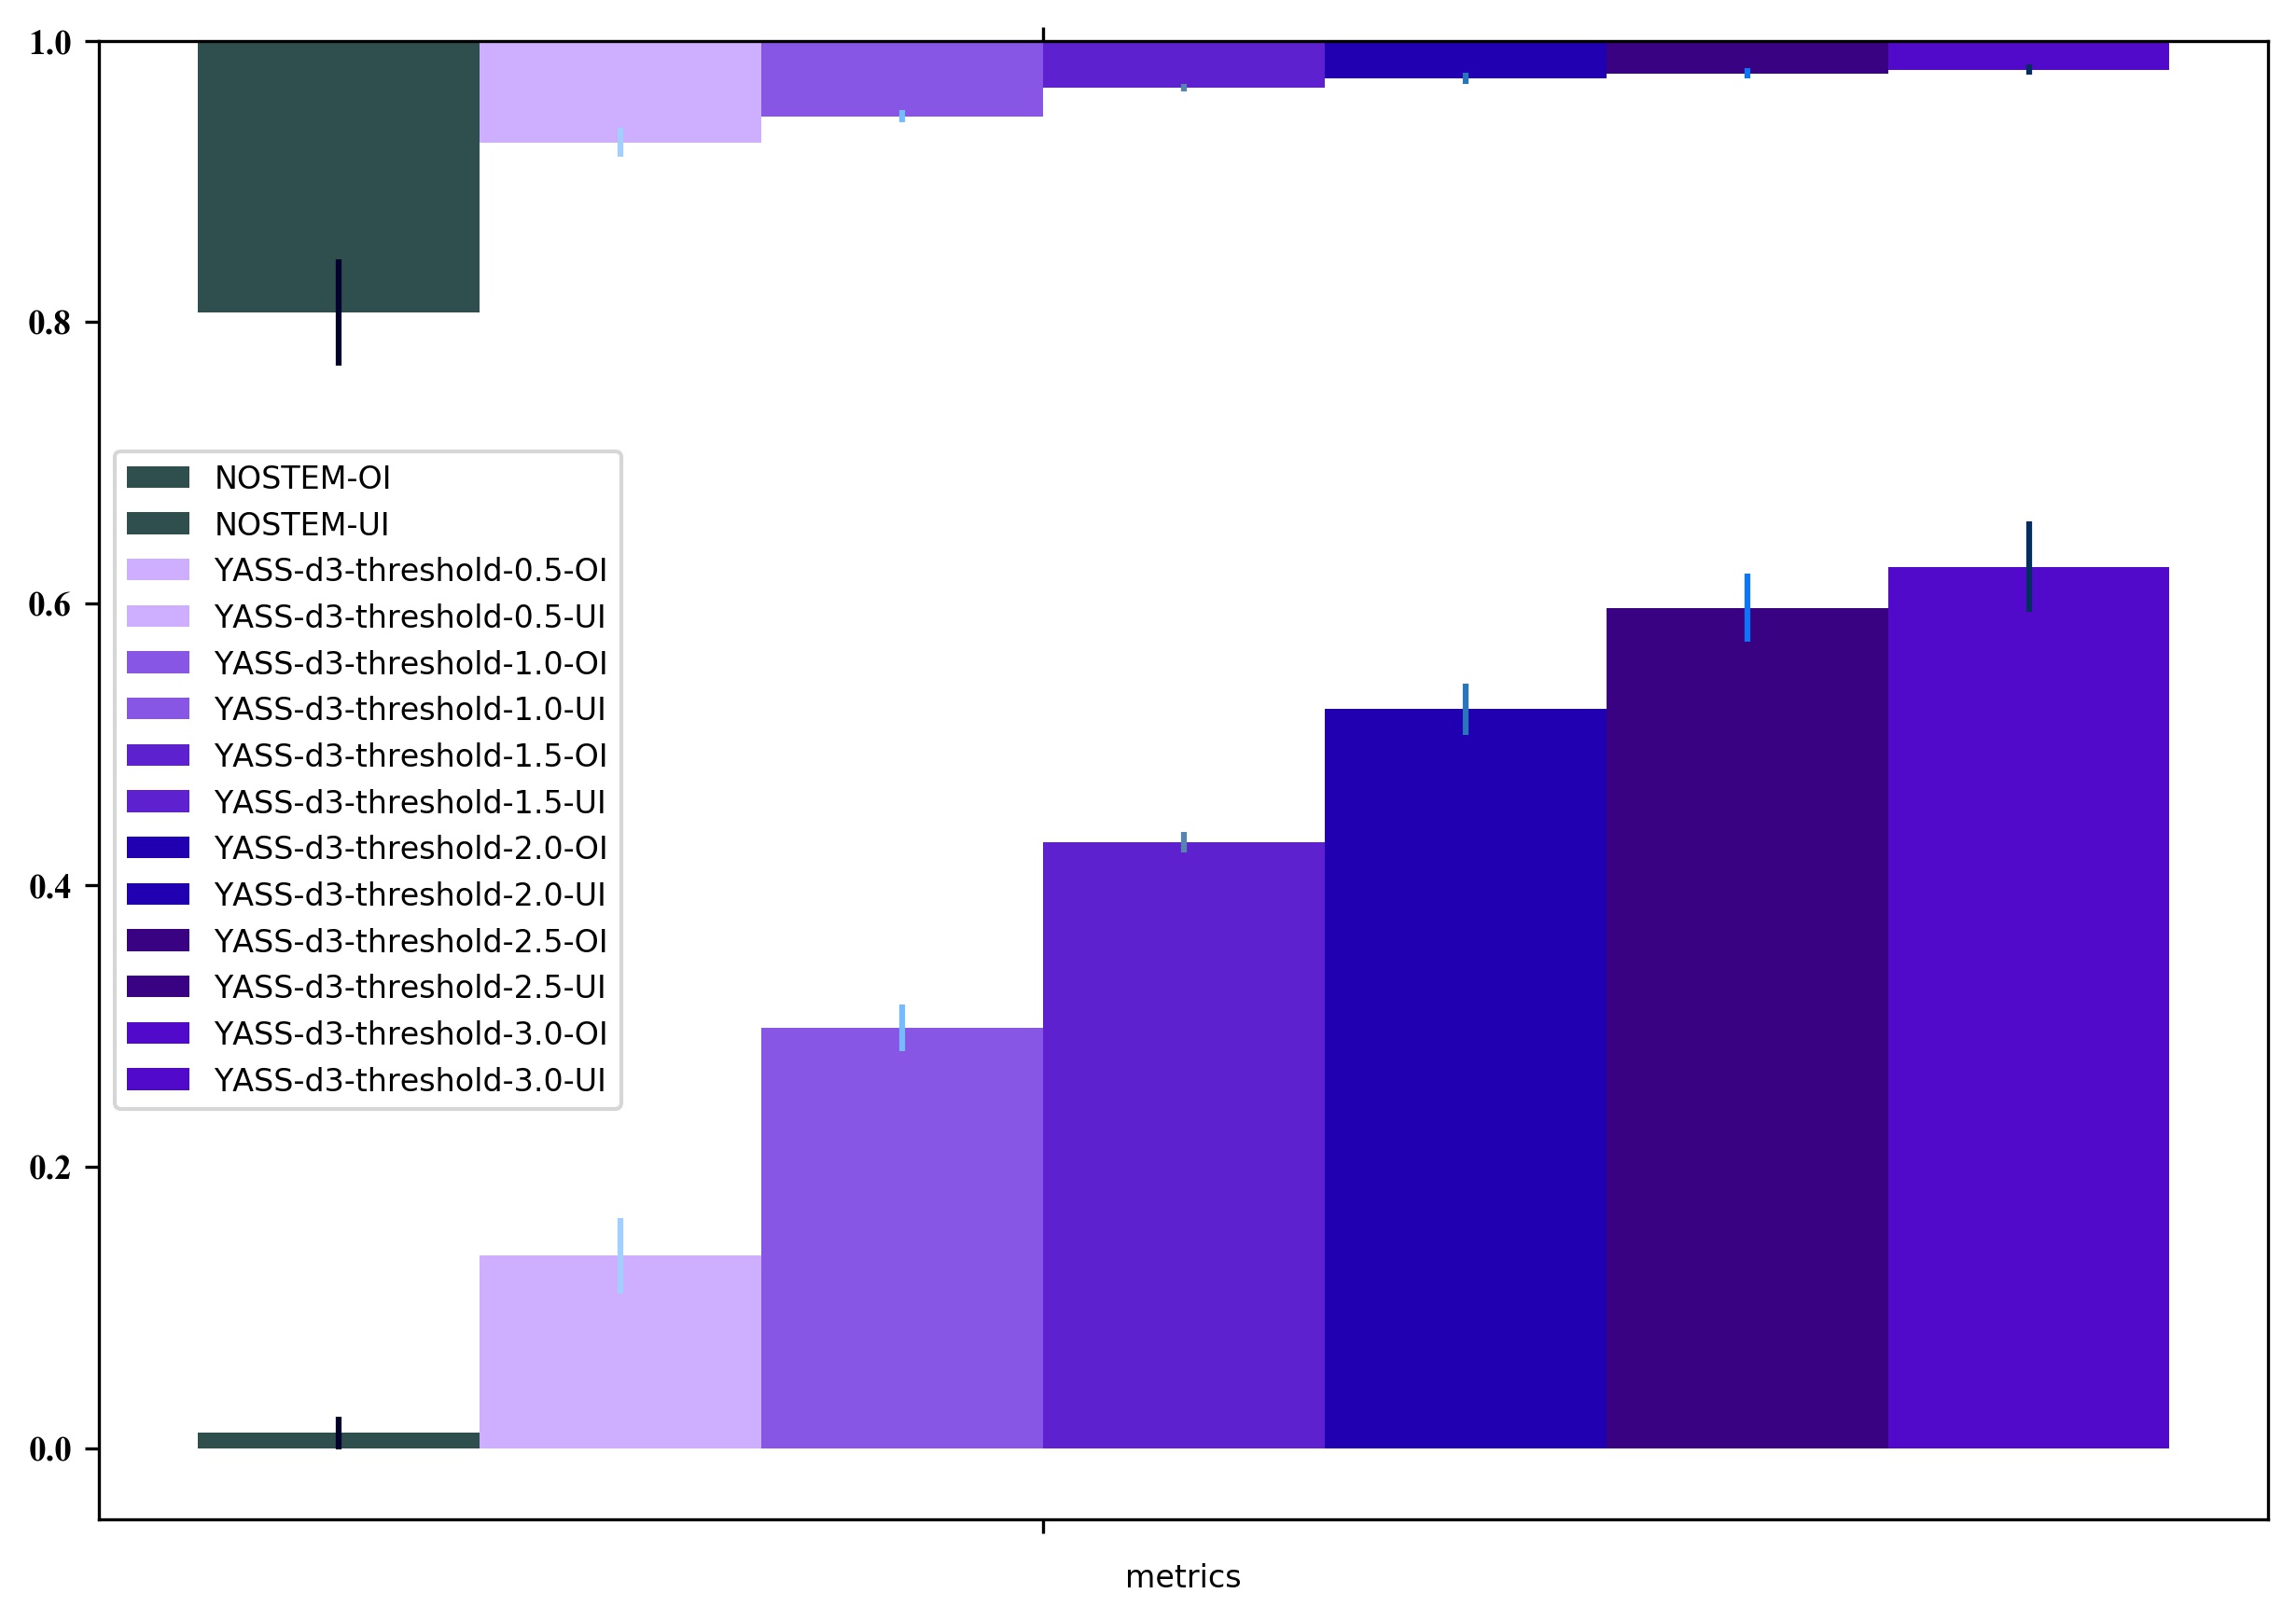 1.0
0.8
0.6
0.4
0.2
0.0
NOSTEM-OI
NOSTEM-UI
YASS-d3-threshold-0.5-OI
YASS-d3-threshold-0.5-UI
YASS-d3-threshold-1.0-OI
YASS-d3-threshold-1.0-UI
YASS-d3-threshold-1.5-OI
YASS-d3-threshold-1.5-UI
YASS-d3-threshold-2.0-OI
YASS-d3-threshold-2.0-UI
YASS-d3-threshold-2.5-OI
YASS-d3-threshold-2.5-UI
YASS-d3-threshold-3.0-OI
YASS-d3-threshold-3.0-UI
metrics